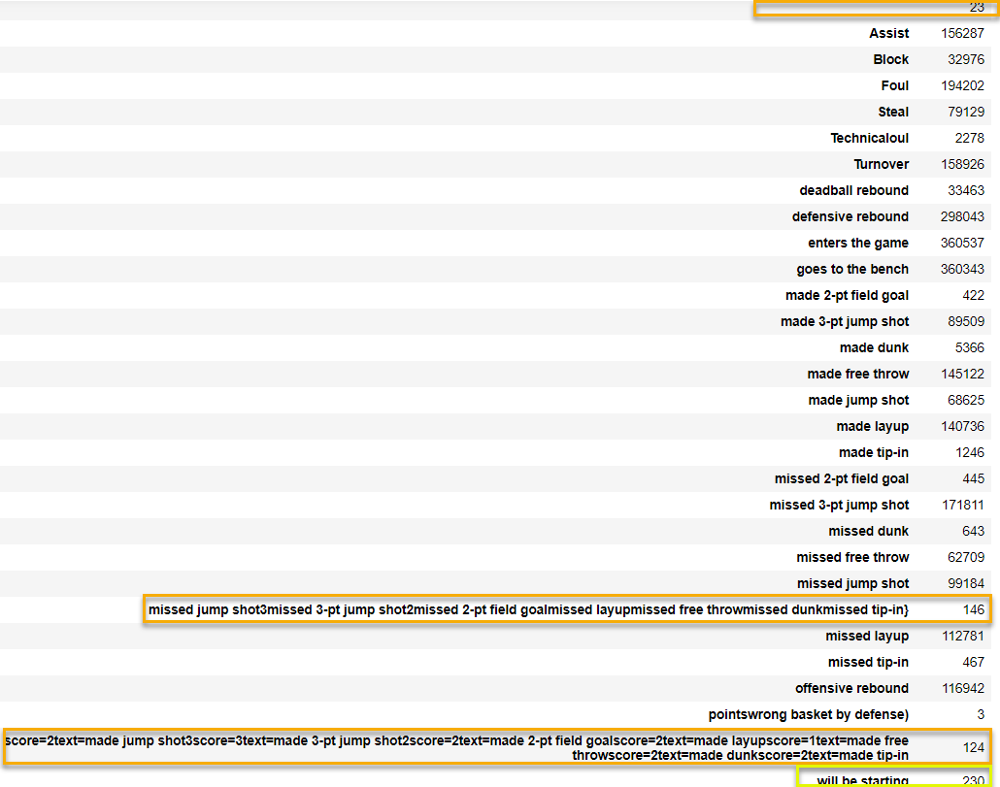 23
Assist 156287
Block 32976
Foul 194202
Steal 79129
Technicaloul 2278
Turnover 158926
deadball rebound 33463
defensive rebound 298043
enters the game 360537
goes to the bench 360343
made 2-pt field goal 422
made 3-pt jump shot 89509
made dunk 5366
made free throw 145122
made jump shot 68625
made layup 140736
made tip-in 1246
missed 2-pt field goal 445
missed 3-pt jump shot 171811
missed dunk 643
missed free throw 62709
missed jump shot 99184
missed jump shot3missed 3-pt jump shot2missed 2-pt field goalmissed layupmissed free throwmissed dunkmissed tip-in} 146
missed layup 112781
missed tip-in 467
offensive rebound 116942
pointswrong basket by defense) 3
score=2text=made jump shot3score=3text=made 3-pt jump shot2score=2text=made 2-pt field goalscore=2text=made layupscore=1text=made free
throwscore=2text=made dunkscore=2text=made tip-in 124
will be starting 230